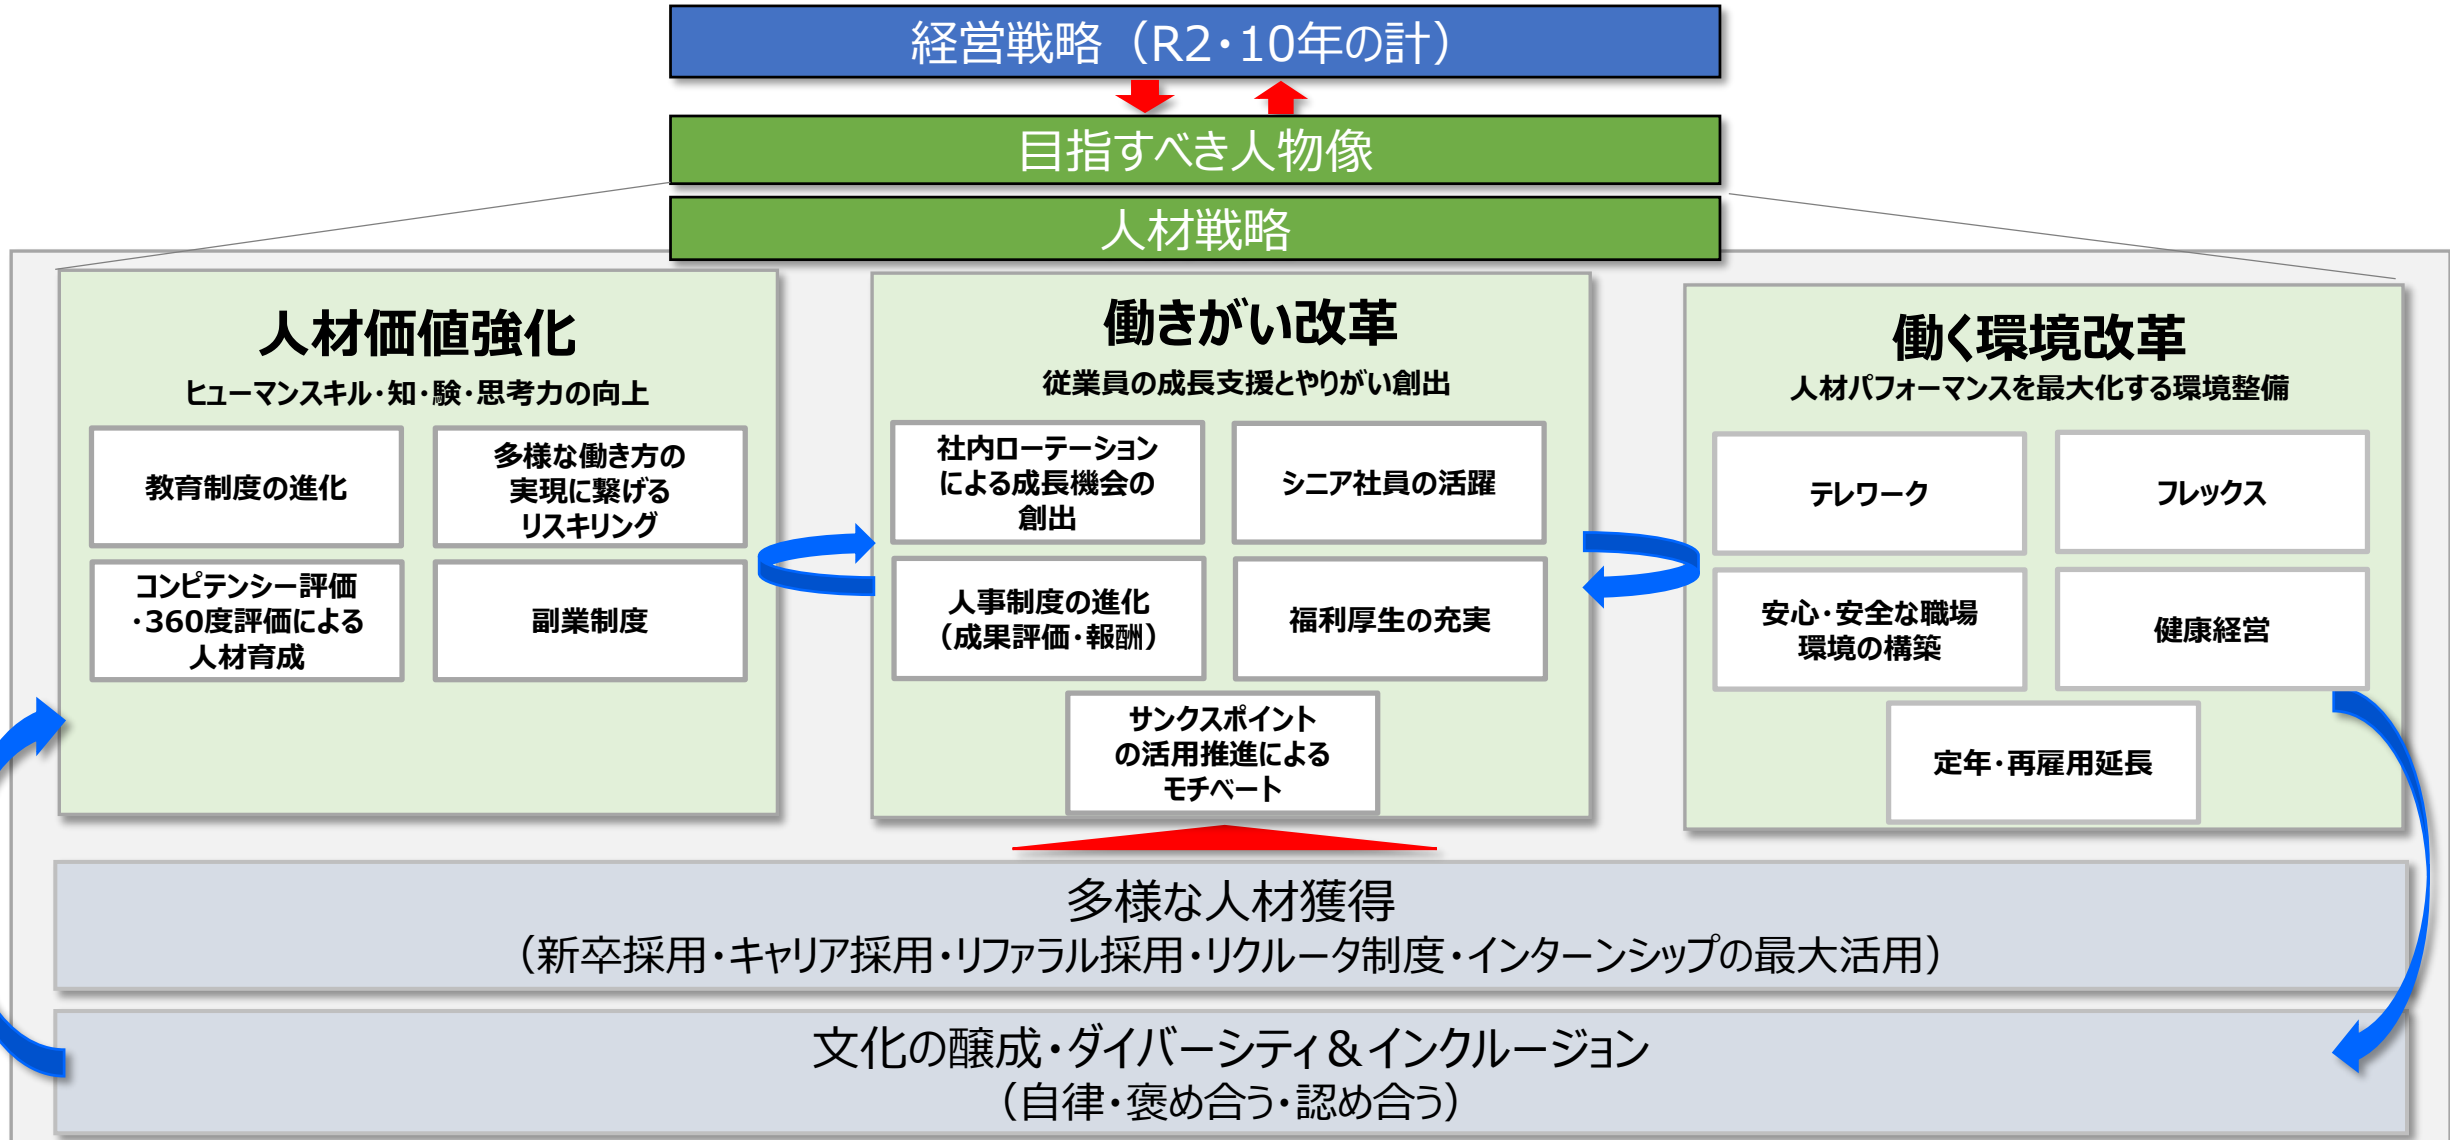 経営戦略（R2・10年の計）
目指すべき人物像
人材戦略
人材価値強化
ヒューマンスキル・知・験・思考力の向上
教育制度の進化
多様な働き方の
実現に繋げる
リスキリング
コンピテンシー評価
・360度評価による
人材育成
副業制度
働きがい改革
従業員の成長支援とやりがい創出
社内ローテーション
による成長機会の
創出
シニア社員の活躍
人事制度の進化
（成果評価・報酬）
福利厚生の充実
サンクスポイント
の活用推進による
モチベート
働く環境改革
人材パフォーマンスを最大化する環境整備
テレワーク
フレックス
安心・安全な職場
環境の構築
健康経営
定年・再雇用延長
多様な人材獲得
（新卒採用・キャリア採用・リファラル採用・リクルータ制度・インターンシップの最大活用）
文化の醸成・ダイバーシティ＆インクルージョン
（自律・褒め合う・認め合う）